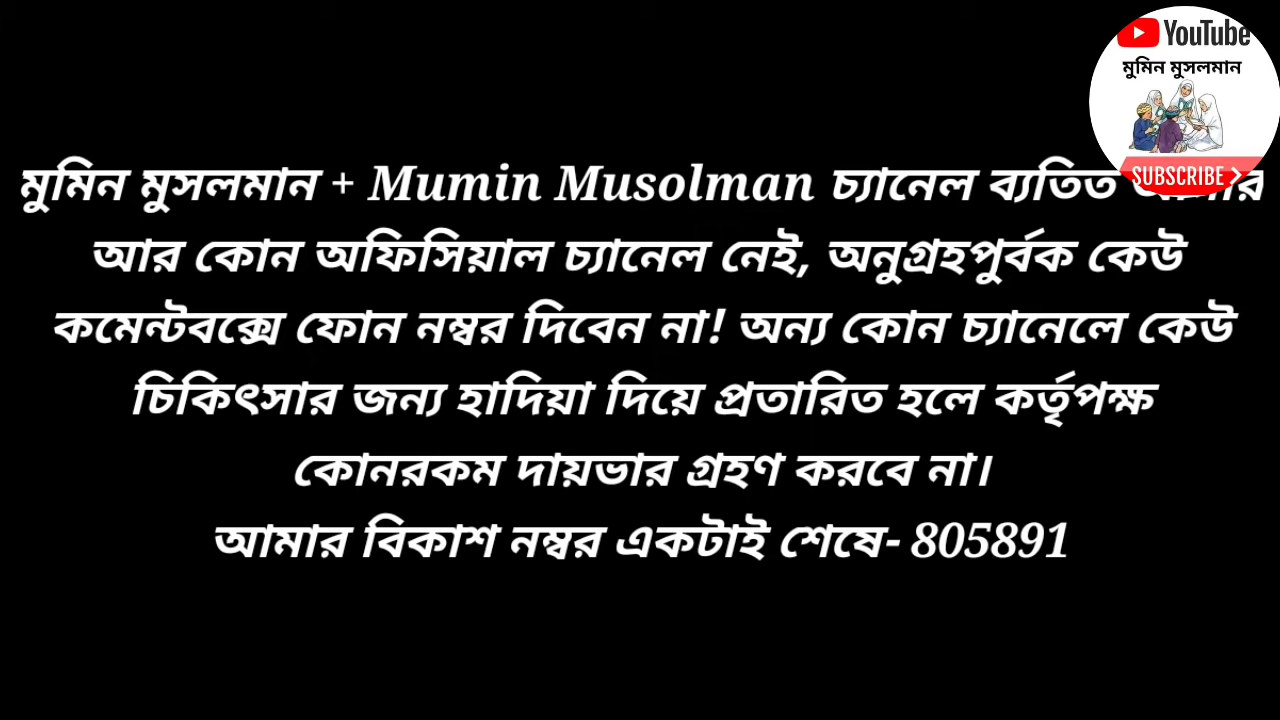 YouTube
মুমিন মুসলমান
SUBSCRIBE
মুমিন মুসলমান + Mumin Musolman চ্যানেল ব্যতিত
আর কোন অফিসিয়াল চ্যানেল নেই, অনুগ্রহপুর্বক কেউ
কমেন্টবক্সে ফোন নম্বর দিবেন না! অন্য কোন চ্যানেলে কেউ
চিকিৎসার জন্য হাদিয়া দিয়ে প্রতারিত হলে কর্তৃপক্ষ
কোনরকম দায়ভার গ্রহণ করবে না।
আমার বিকাশ নম্বর একটাই শেষে- 805891